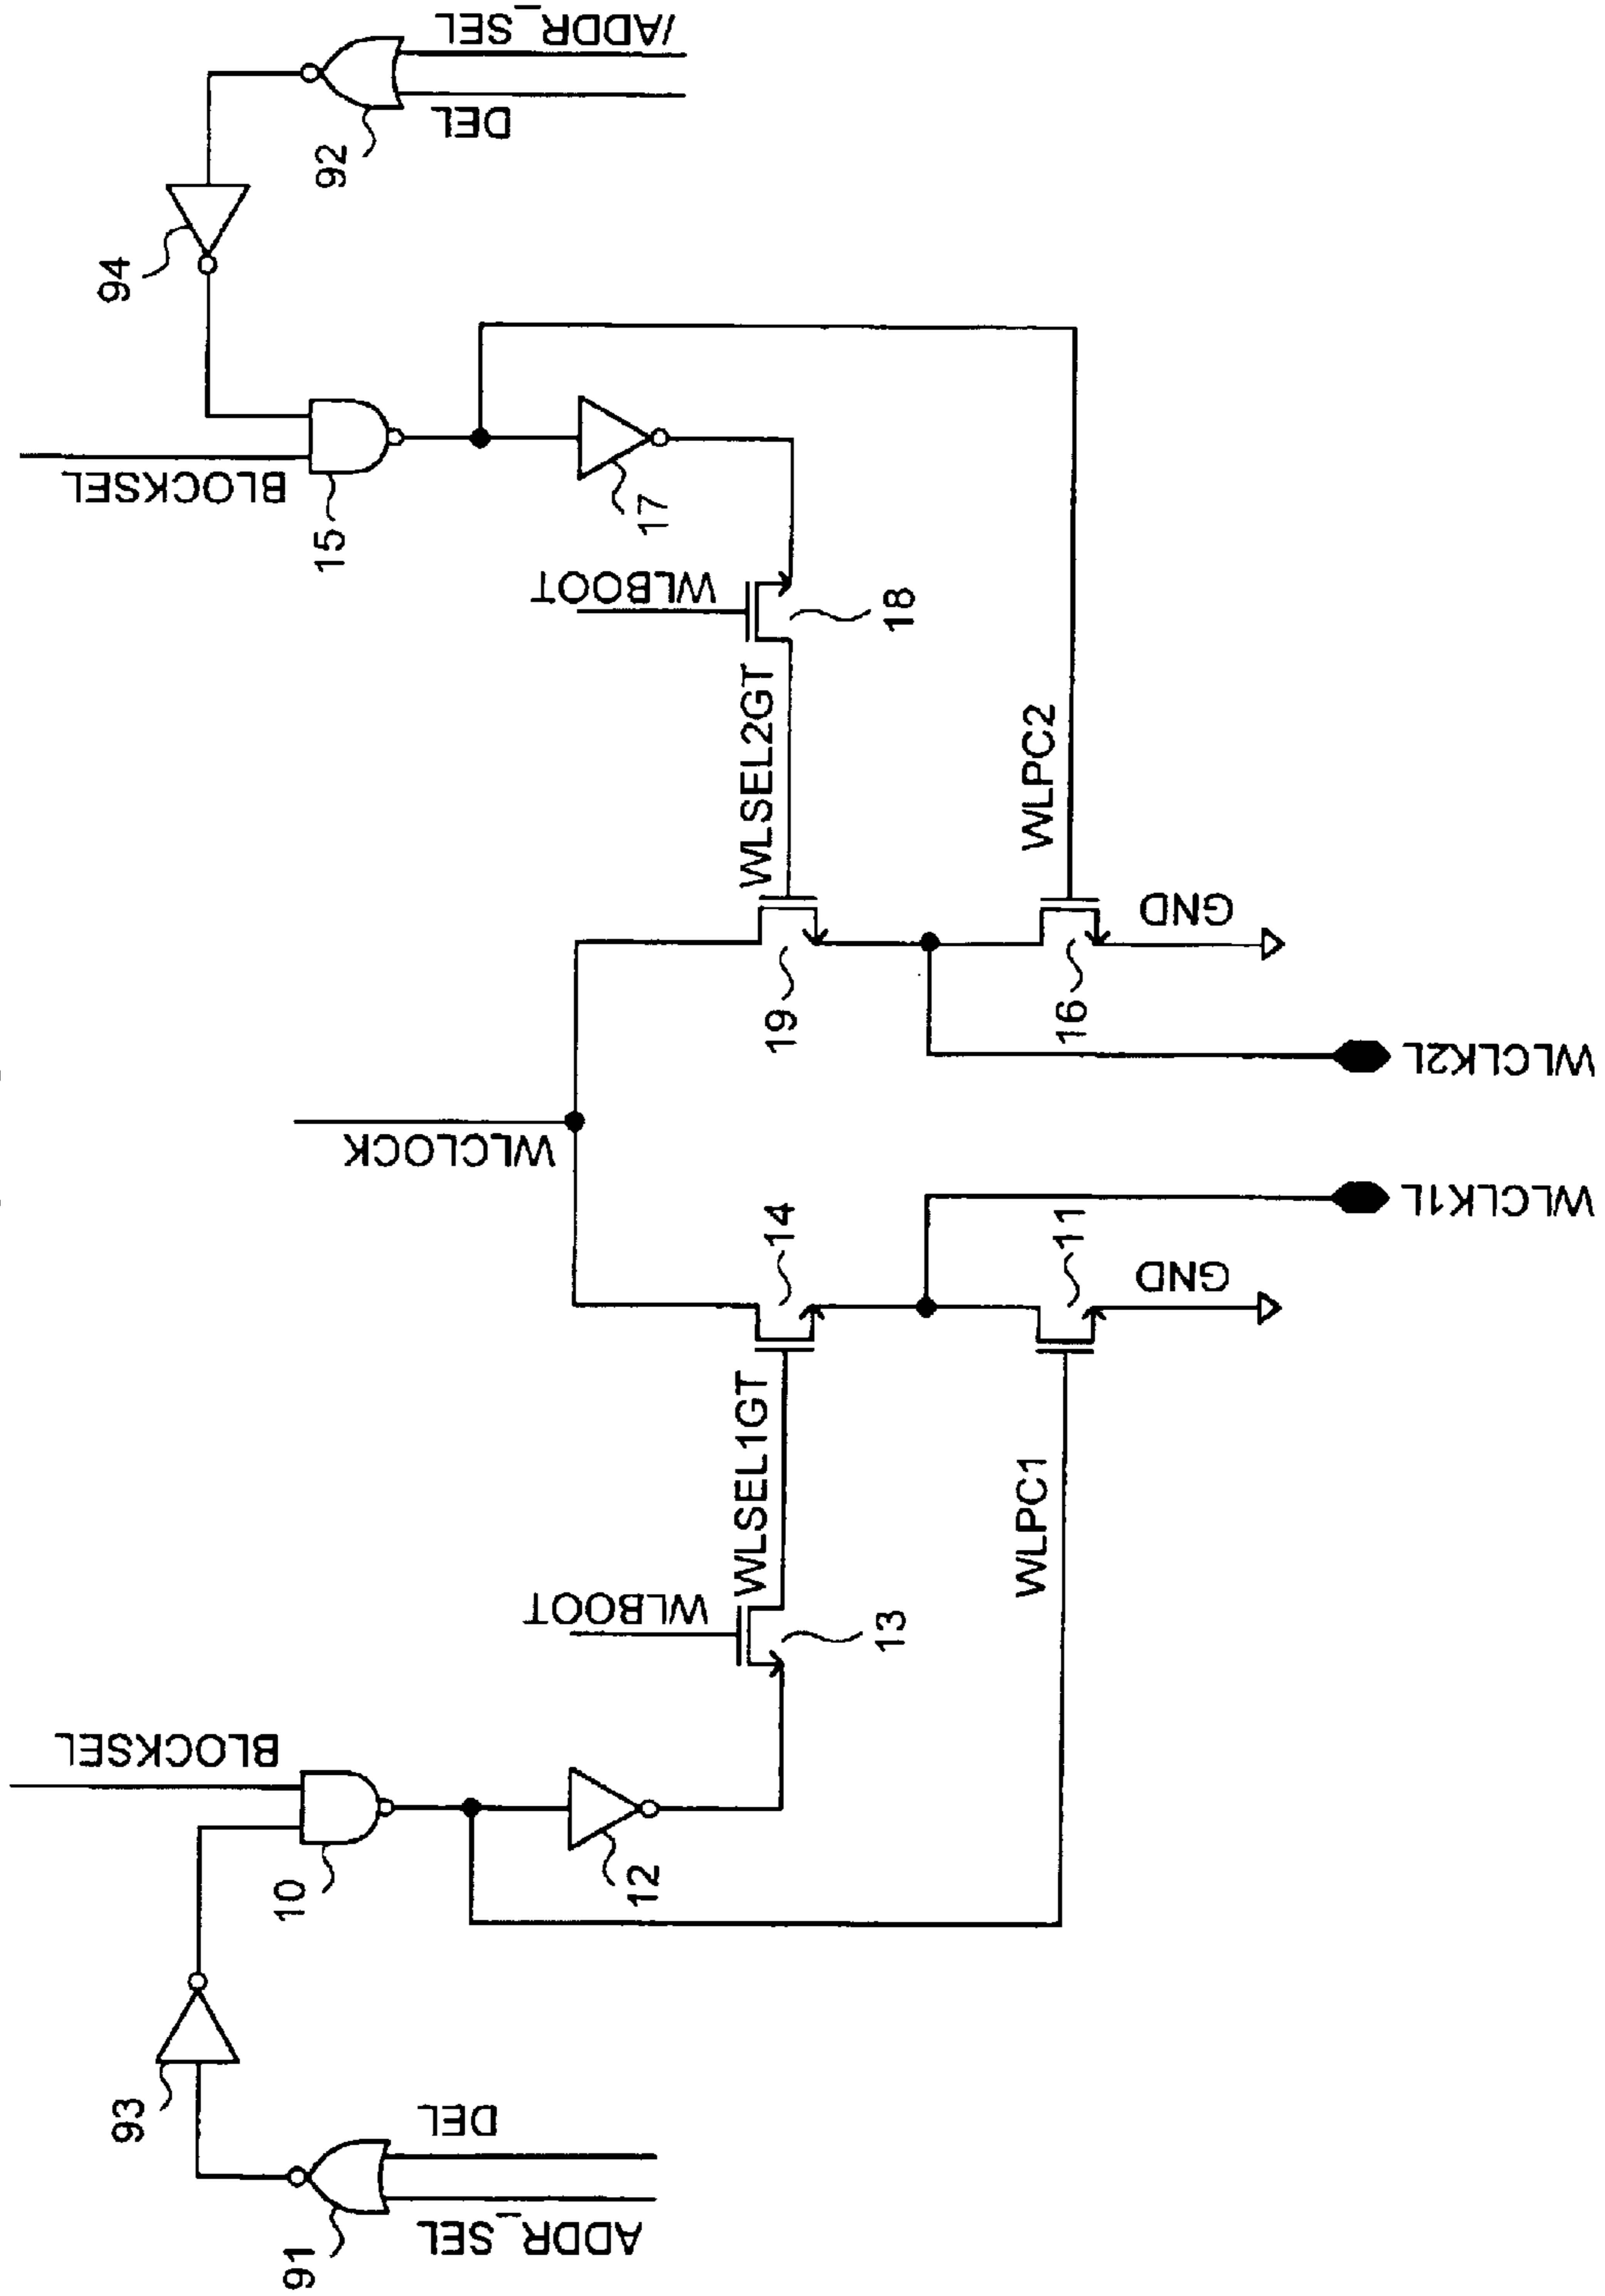 /ADDR_SEL
DEL
92
94
BLOCKSEL
15
17
WLBOOT
18
WLSEL2GT
WLPC2
19
16
GND
WLCLK2L
WLCLOCK
WLCLK1L
14
11
GND
WLSEL1GT
WLPC1
WLBOOT
13
BLOCKSEL
10
12
93
DEL
91
ADDR_SEL